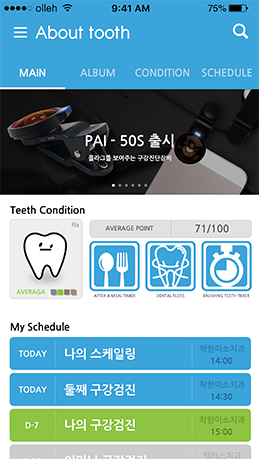 olleh 9:41 AM 75%
About tooth
MAIN ALBUM CONDITION SCHEDULE
PAI - 50S 출시
플라그를 보여주는 구강진단장비
Teeth Condition
AVERAGA
AVERAGE POINT 71/100
AFTER A MEAL TIMER DENTAL FLOSS BRUSHING TEETH TIMER
My Schedule
TODAY 나의 스케일링 착한미소치과 14:00
TODAY 둘째 구강검진 착한미소치과 14:30
D-7 나의 구강검진 착한미소치과 15:00